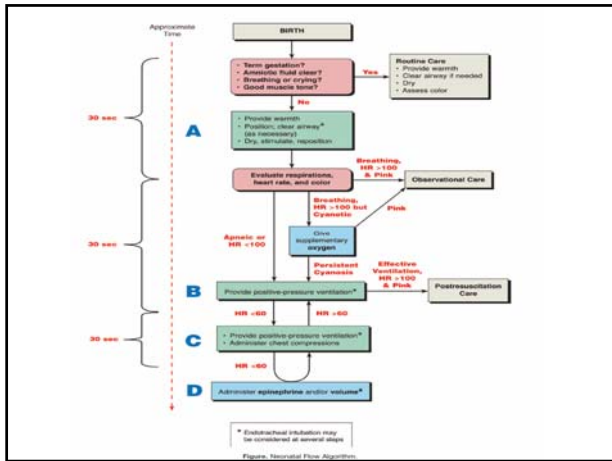 Approximate
Time
BIRTH
• Term gestation?
• Amniotic fluid clear?
• Breathing or crying?
• Good muscle tone?
Yes
Routine Care
• Provide warmth
• Clear airway if needed
• Dry
• Assess color
No
30 sec
A
• Provide warmth
• Position; clear airway*
(as necessary)
• Dry, stimulate, reposition
Evaluate respirations,
heart rate, and color
Breathing,
HR >100
& Pink
Observational Care
Breathing,
HR >100 but
Cyanotic
Pink
30 sec
Apneic or
HR <100
Give
supplementary
oxygen
Persistent
Cyanosis
Effective
Ventilation,
HR >100
& Pink
B
Provide positive-pressure ventilation*
Postresuscitation
Care
HR <60
HR >60
30 sec
C
• Provide positive-pressure ventilation*
• Administer chest compressions
HR <60
D
Administer epinephrine and/or volume*
* Endotracheal intubation may
be considered at several steps
Figure. Neonatal Flow Algorithm.